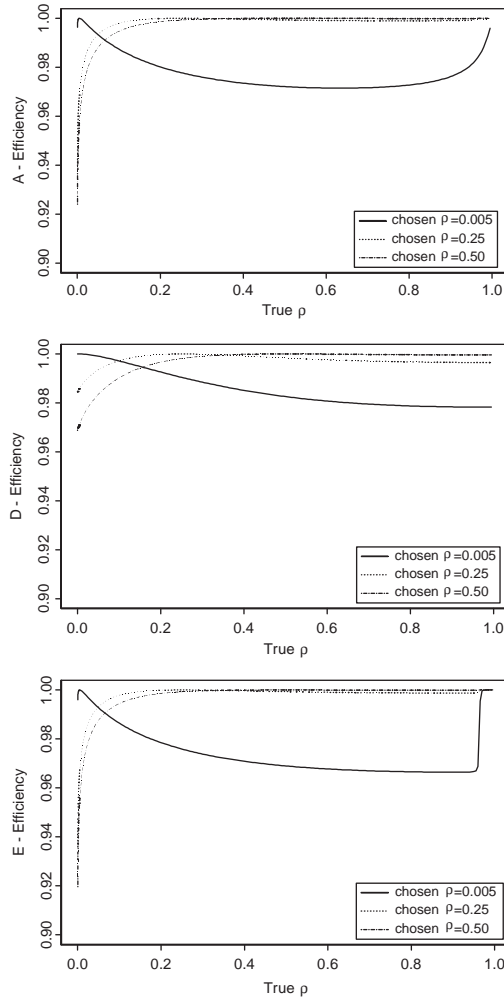 A - Efficiency
1.00
0.98
0.96
0.94
0.92
0.90
chosen ρ=0.005
chosen ρ=0.25
chosen ρ=0.50
0.0 0.2 0.4 0.6 0.8 1.0
True ρ
D - Efficiency
1.00
0.98
0.96
0.94
0.92
0.90
chosen ρ=0.005
chosen ρ=0.25
chosen ρ=0.50
0.0 0.2 0.4 0.6 0.8 1.0
True ρ
E - Efficiency
1.00
0.98
0.96
0.94
0.92
0.90
chosen ρ=0.005
chosen ρ=0.25
chosen ρ=0.50
0.0 0.2 0.4 0.6 0.8 1.0
True ρ